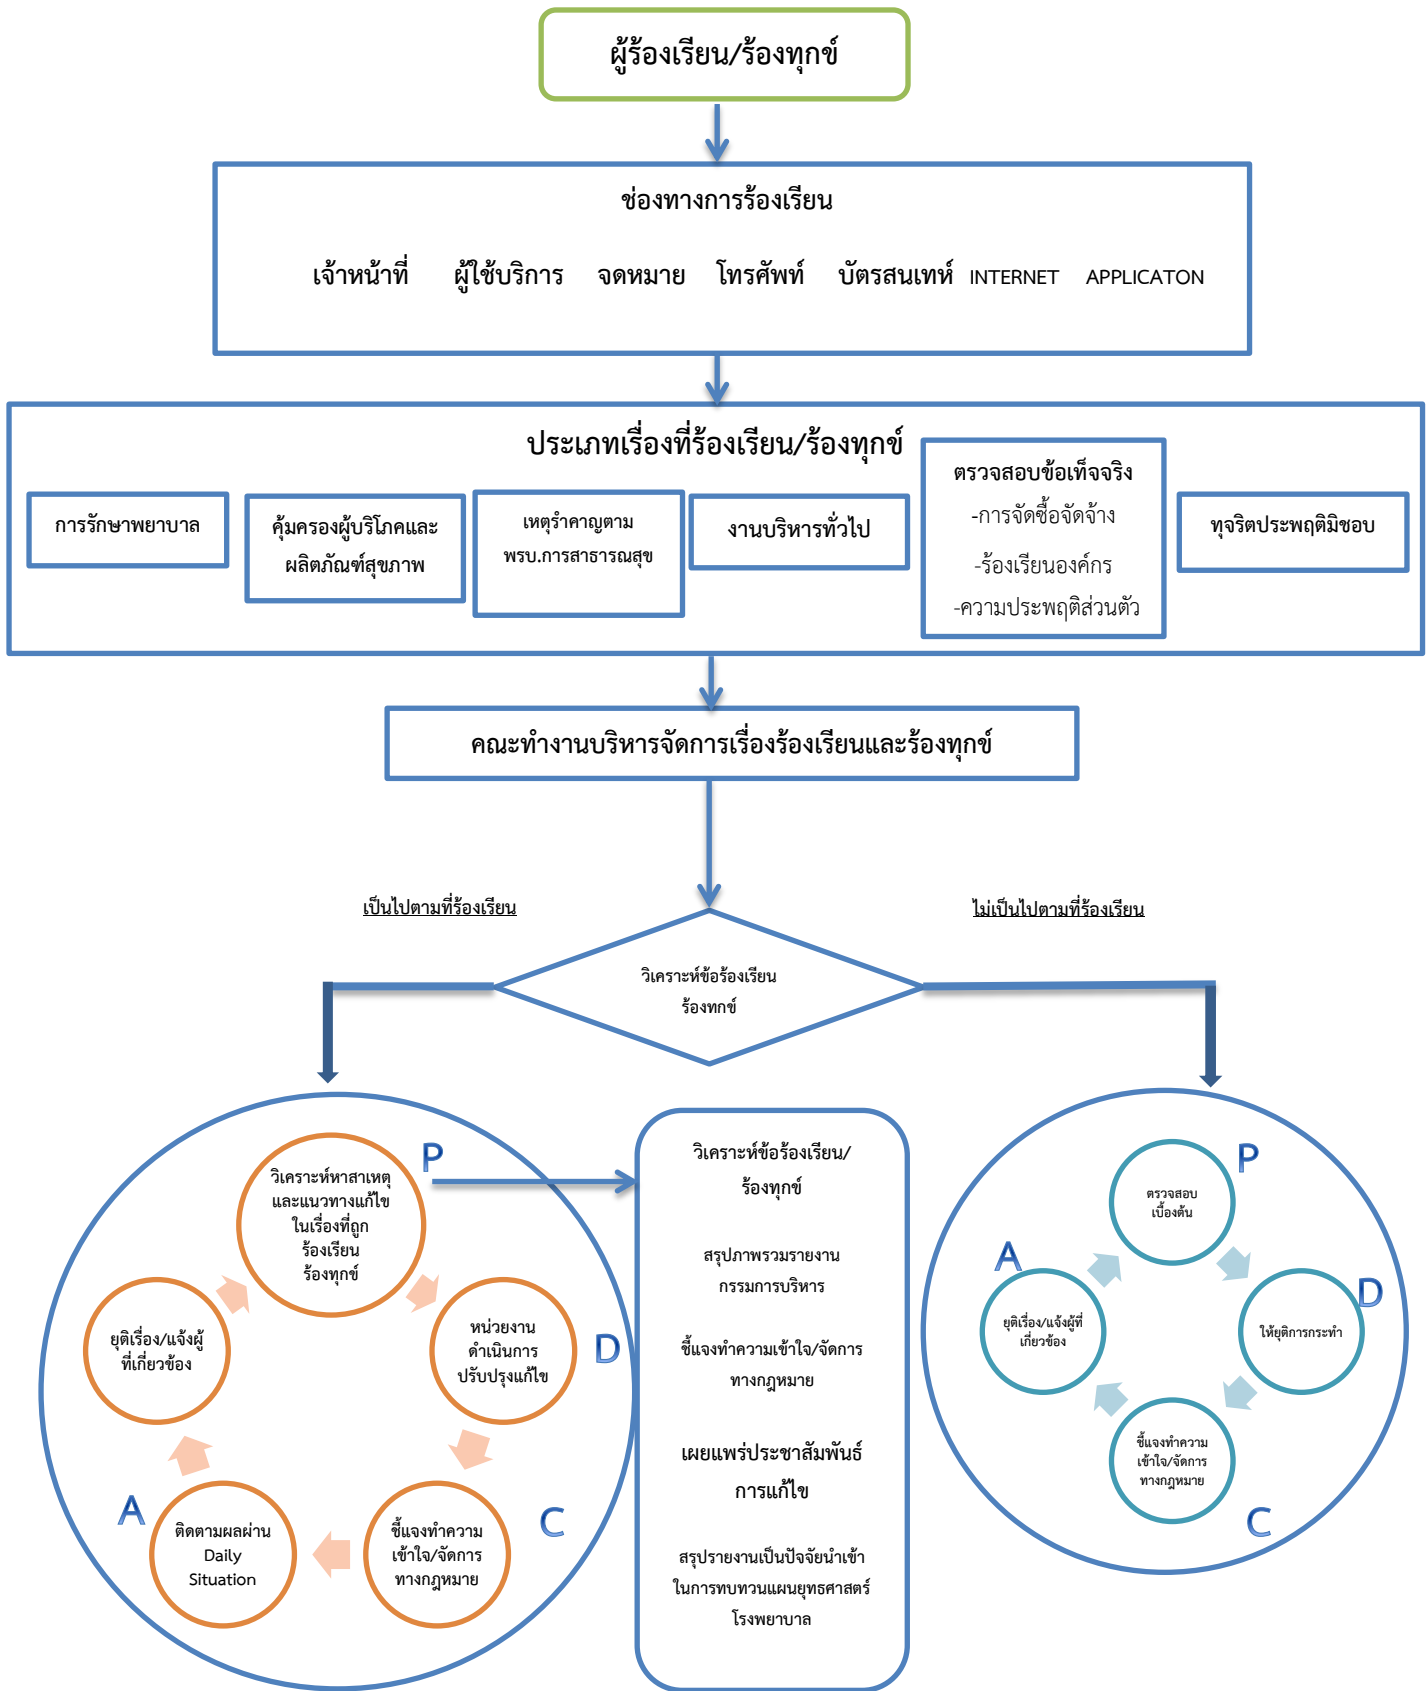 ผู้ร้องเรียน/ร้องทุกข์
ช่องทางการร้องเรียน
เจ้าหน้าที่ ผู้ใช้บริการ จดหมาย โทรศัพท์ บัตรสนเทห์ INTERNET APPLICATON
ประเภทเรื่องที่ร้องเรียน/ร้องทุกข์
การรักษาพยาบาล
คุ้มครองผู้บริโภคและ
ผลิตภัณฑ์สุขภาพ
เหตุรำคาญตาม
พรบ.การสาธารณสุข
งานบริหารทั่วไป
ตรวจสอบข้อเท็จจริง
-การจัดซื้อจัดจ้าง
-ร้องเรียนองค์กร
-ความประพฤติส่วนตัว
ทุจริตประพฤติมิชอบ
คณะทำงานบริหารจัดการเรื่องร้องเรียนและร้องทุกข์
เป็นไปตามที่ร้องเรียน
ไม่เป็นไปตามที่ร้องเรียน
วิเคราะห์ข้อร้องเรียน
ร้องทกข์
P
วิเคราะห์หาสาเหตุ
และแนวทางแก้ไข
ในเรื่องที่ถูก
ร้องเรียน
ร้องทุกข์
D
หน่วยงาน
ดำเนินการ
ปรับปรุงแก้ไข
C
ชี้แจงทำความ
เข้าใจ/จัดการ
ทางกฎหมาย
A
ติดตามผลผ่าน
Daily
Situation
ยุติเรื่อง/แจ้งผู้
ที่เกี่ยวข้อง
วิเคราะห์ข้อร้องเรียน/
ร้องทุกข์
สรุปภาพรวมรายงาน
กรรมการบริหาร
ชี้แจงทำความเข้าใจ/จัดการ
ทางกฎหมาย
เผยแพร่ประชาสัมพันธ์
การแก้ไข
สรุปรายงานเป็นปัจจัยนำเข้า
ในการทบทวนแผนยุทธศาสตร์
โรงพยาบาล
P
ตรวจสอบ
เบื้องต้น
D
ให้ยุติการกระทำ
C
ชี้แจงทำความ
เข้าใจ/จัดการ
ทางกฎหมาย
A
ยุติเรื่อง/แจ้งผู้ที่
เกี่ยวข้อง